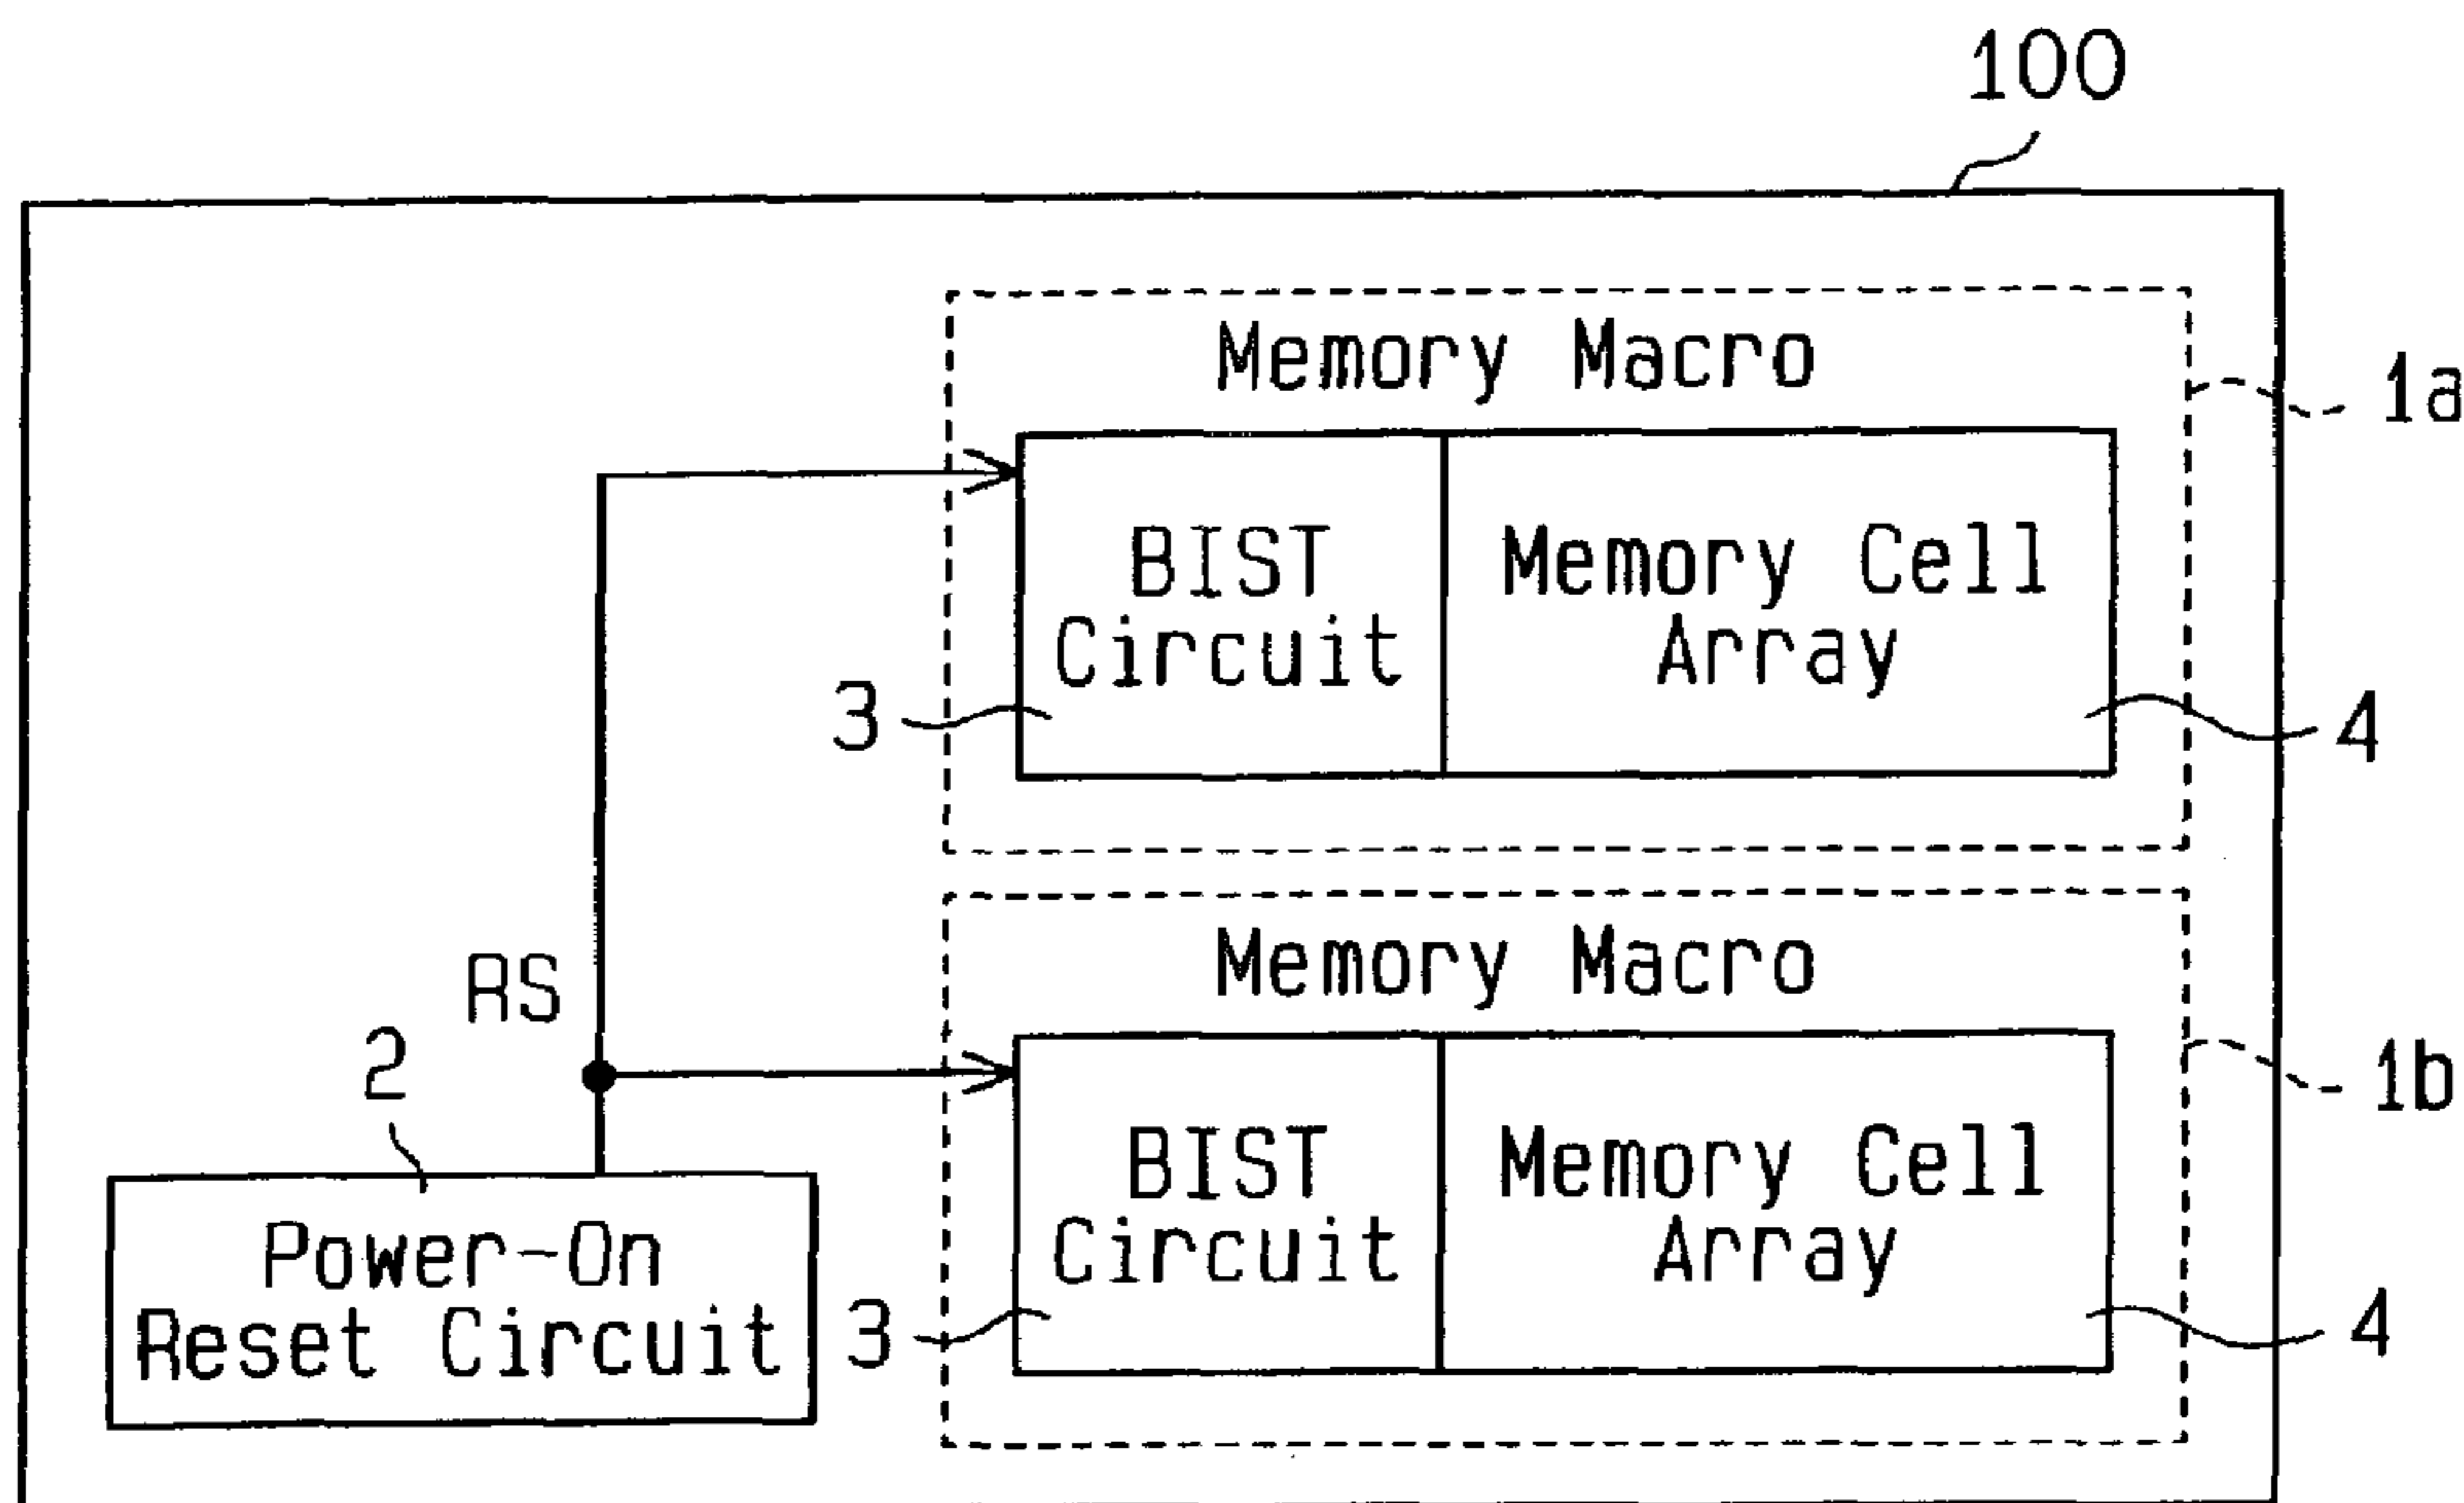 100
Memory Macro
1a
BIST
Circuit
Memory Cell
Array
3
4
Memory Macro
RS
1b
2
BIST
Circuit
Memory Cell
Array
Power-On
Reset Circuit
3
4